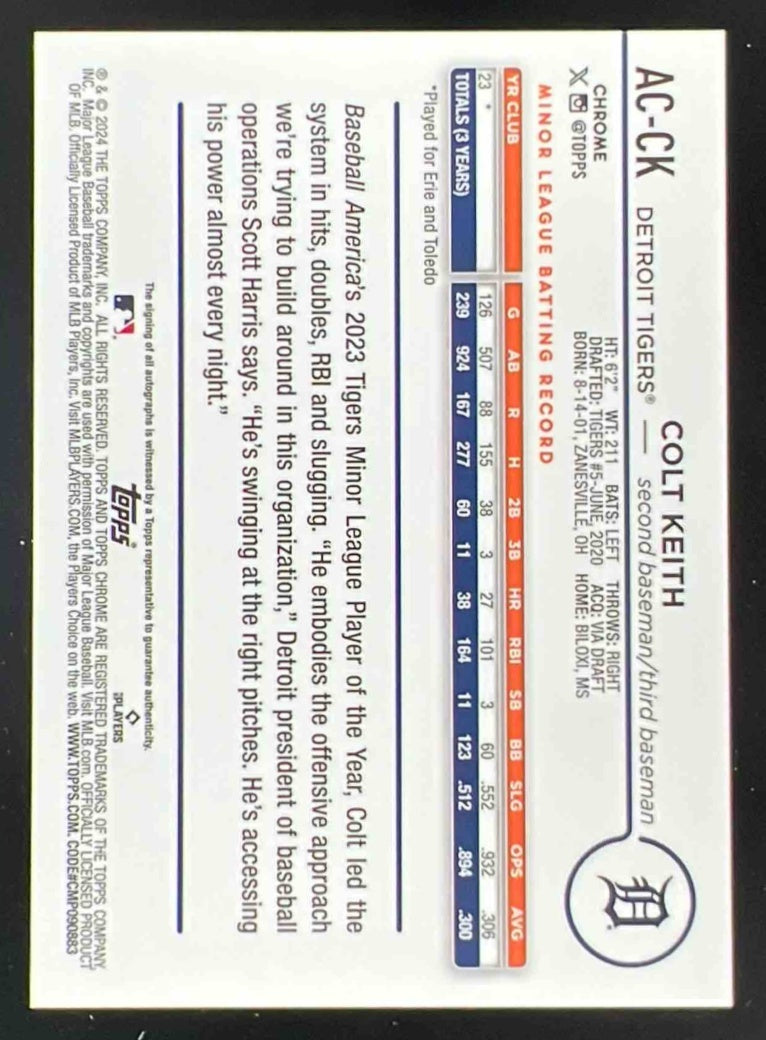 COLT KEITH
AC-CK DETROIT TIGERS® — second baseman/third baseman
CHROME
X @TOPPS
HT: 6'2" WT: 211 BATS: LEFT THROWS: RIGHT
DRAFTED: TIGERS #5-JUNE, 2020 ACQ: VIA DRAFT
BORN: 8-14-01, ZANESVILLE, OH HOME: BILOXI, MS
MINOR LEAGUE BATTING RECORD
YR CLUB G AB R H 2B 3B HR RBI SB BB SLG OPS AVG
23 * 126 507 88 155 38 3 27 101 3 60 .552 .932 .306
TOTALS (3 YEARS) 239 924 167 277 60 11 38 164 11 123 .512 .894 .300
*Played for Erie and Toledo
Baseball America's 2023 Tigers Minor League Player of the Year, Colt led the
system in hits, doubles, RBI and slugging. "He embodies the offensive approach
we're trying to build around in this organization," Detroit president of baseball
operations Scott Harris says. "He's swinging at the right pitches. He's accessing
his power almost every night."
The signing of all autographs is witnessed by a Topps representative to guarantee authenticity.
topps®
PLAYERS
® & © 2024 THE TOPPS COMPANY, INC. ALL RIGHTS RESERVED. TOPPS AND TOPPS CHROME ARE REGISTERED TRADEMARKS OF THE TOPPS COMPANY,
INC. Major League Baseball trademarks and copyrights are used with permission of Major League Baseball. Visit MLB.com. OFFICIALLY LICENSED PRODUCT
OF MLB. Officially Licensed Product of MLB Players, Inc. Visit MLBPLAYERS.COM, the Players Choice on the web. WWW.TOPPS.COM. CODE#CMP090883